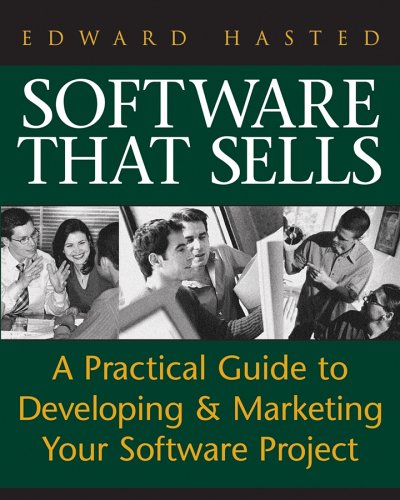 EDWARD HASTED
SOFTWARE
THAT SELLS
A Practical Guide to
Developing & Marketing
Your Software Project